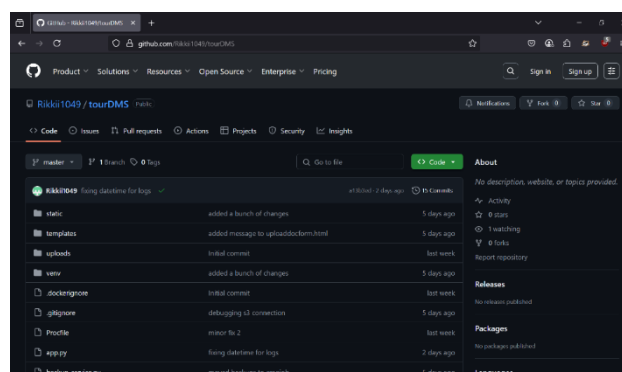 Github - Rikkii1049/tourDMS
github.com/Rikkii1049/tourDMS
Product Solutions Resources Open Source Enterprise Pricing Sign in Sign up
Rikkii1049 / tourDMS Public Notifications Fork 0 Star 0
Code Issues Pull requests Actions Projects Security Insights
master 1 Branch 0 Tags Go to file Code
Rikkii1049 fixing datetime for logs 2 days ago 15 Commits
static added a bunch of changes 5 days ago
templates added message to uploaddocform.html 5 days ago
uploads Initial commit last week
venv added a bunch of changes 5 days ago
.dockerignore Initial commit last week
.gitignore debugging s3 connection 5 days ago
Procfile minor fix 2 last week
app.py fixing datetime for logs 2 days ago
About
No description, website, or topics provided.
Activity
0 stars
1 watching
0 forks
Report repository
Releases
No releases published
Packages
No packages published